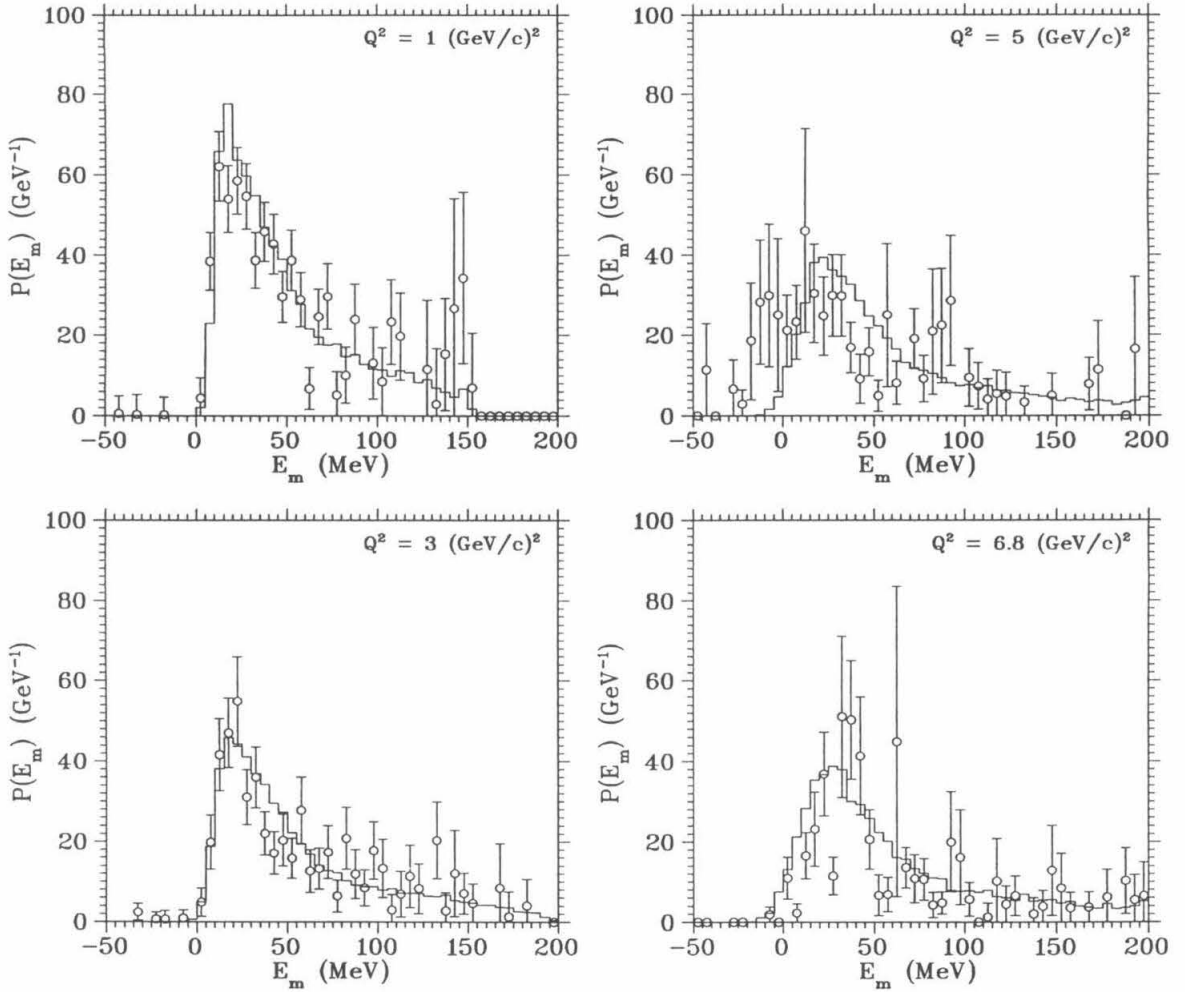 Q² = 1 (GeV/c)²
100
80
60
40
20
0
P(Eₘ) (GeV⁻¹)
−50 0 50 100 150 200
Eₘ (MeV)
Q² = 5 (GeV/c)²
100
80
60
40
20
0
P(Eₘ) (GeV⁻¹)
−50 0 50 100 150 200
Eₘ (MeV)
Q² = 3 (GeV/c)²
100
80
60
40
20
0
P(Eₘ) (GeV⁻¹)
−50 0 50 100 150 200
Eₘ (MeV)
Q² = 6.8 (GeV/c)²
100
80
60
40
20
0
P(Eₘ) (GeV⁻¹)
−50 0 50 100 150 200
Eₘ (MeV)